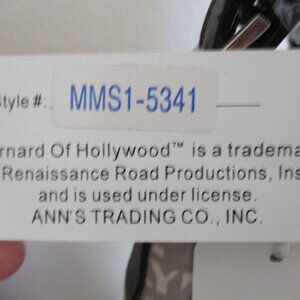 Style #: MMS1-5341
rnard Of Hollywood™ is a tradema
Renaissance Road Productions, Ins
and is used under license.
ANN'S TRADING CO., INC.